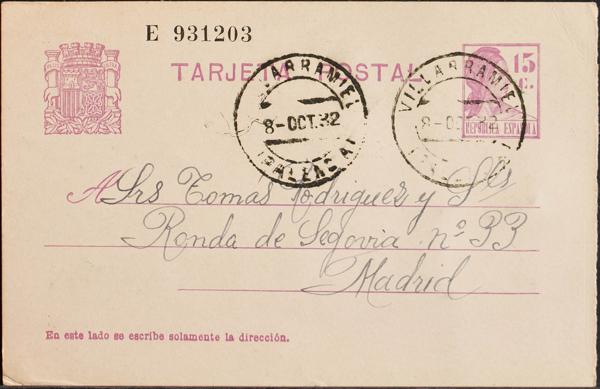 E 931203
TARJETA POSTAL
15 c.
REPUBLICA ESPAÑOLA
VILLARRAMIEL
8-OCT.32
(PALENCIA)
VILLARRAMIEL
8-OCT.32
A Srs Tomas Rodriguez y
Ronda de Segovia nº 33
Madrid
En este lado se escribe solamente la dirección.